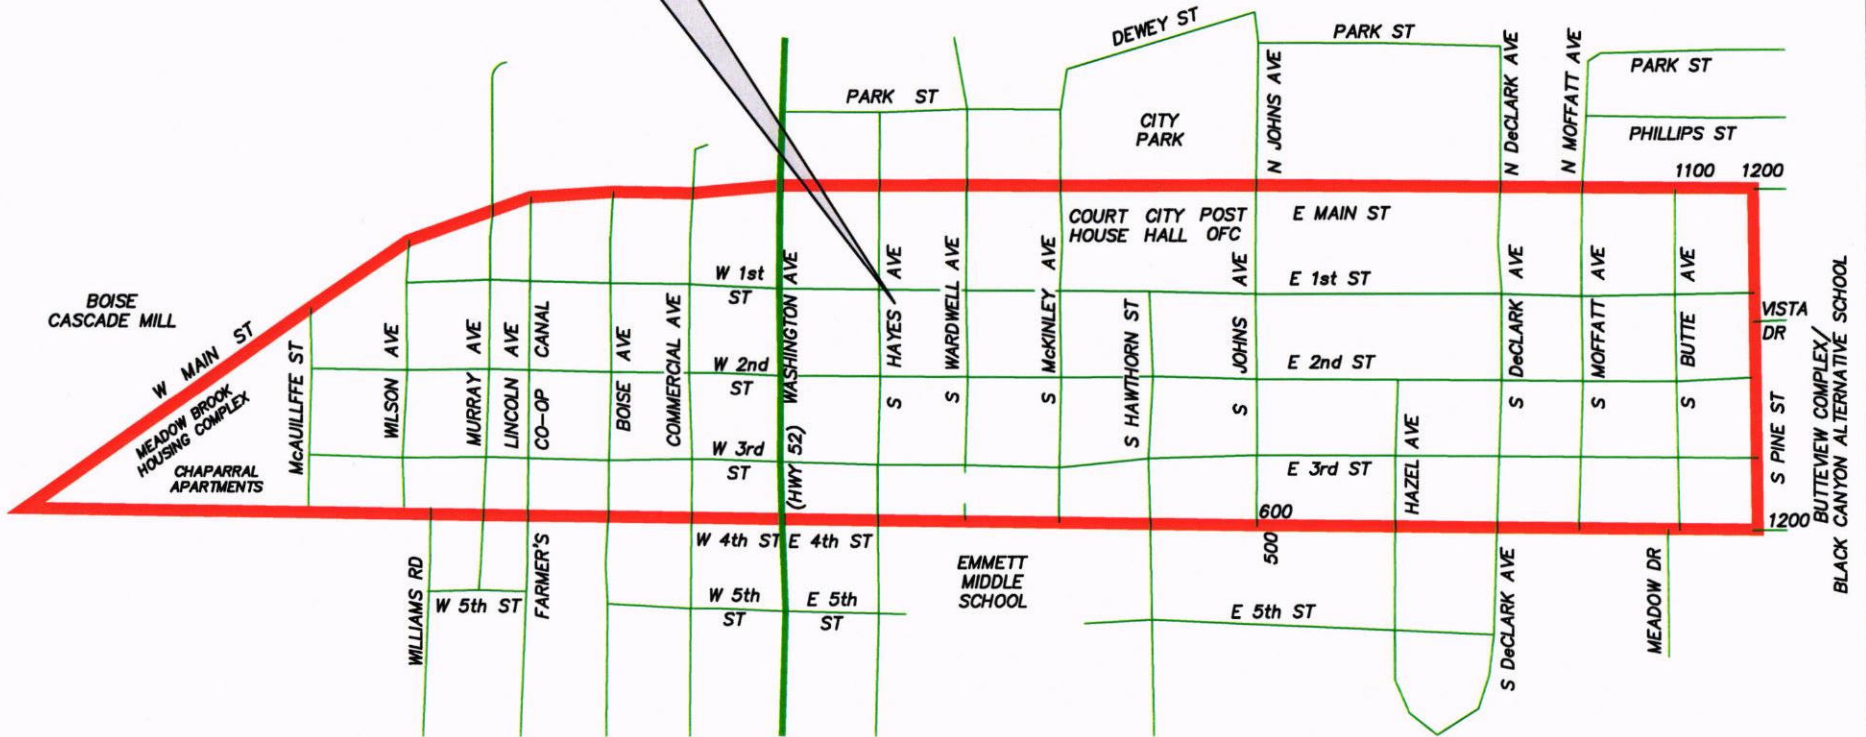 DEWEY ST
PARK ST
N JOHNS AVE
N DeCLARK AVE
N MOFFATT AVE
PARK ST
PARK ST
CITY
PARK
PHILLIPS ST
1100
1200
COURT
HOUSE
CITY
HALL
POST
OFC
E MAIN ST
BOISE
CASCADE MILL
W MAIN ST
MEADOW BROOK
HOUSING COMPLEX
CHAPARRAL
APARTMENTS
McAUILLFFE ST
WILSON AVE
MURRAY AVE
LINCOLN AVE
CO-OP CANAL
BOISE AVE
COMMERCIAL AVE
W 1st
ST
WASHINGTON AVE
(HWY 52)
S HAYES AVE
S WARDWELL AVE
S McKINLEY AVE
S HAWTHORN ST
S JOHNS AVE
E 1st ST
S DeCLARK AVE
S MOFFATT AVE
S BUTTE AVE
VISTA
DR
W 2nd
ST
E 2nd ST
W 3rd
ST
E 3rd ST
HAZEL AVE
S PINE ST
BUTTEVIEW COMPLEX/
BLACK CANYON ALTERNATIVE SCHOOL
600
500
1200
W 4th ST
E 4th ST
WILLIAMS RD
W 5th ST
FARMER'S
W 5th
ST
E 5th
ST
EMMETT
MIDDLE
SCHOOL
E 5th ST
S DeCLARK AVE
MEADOW DR